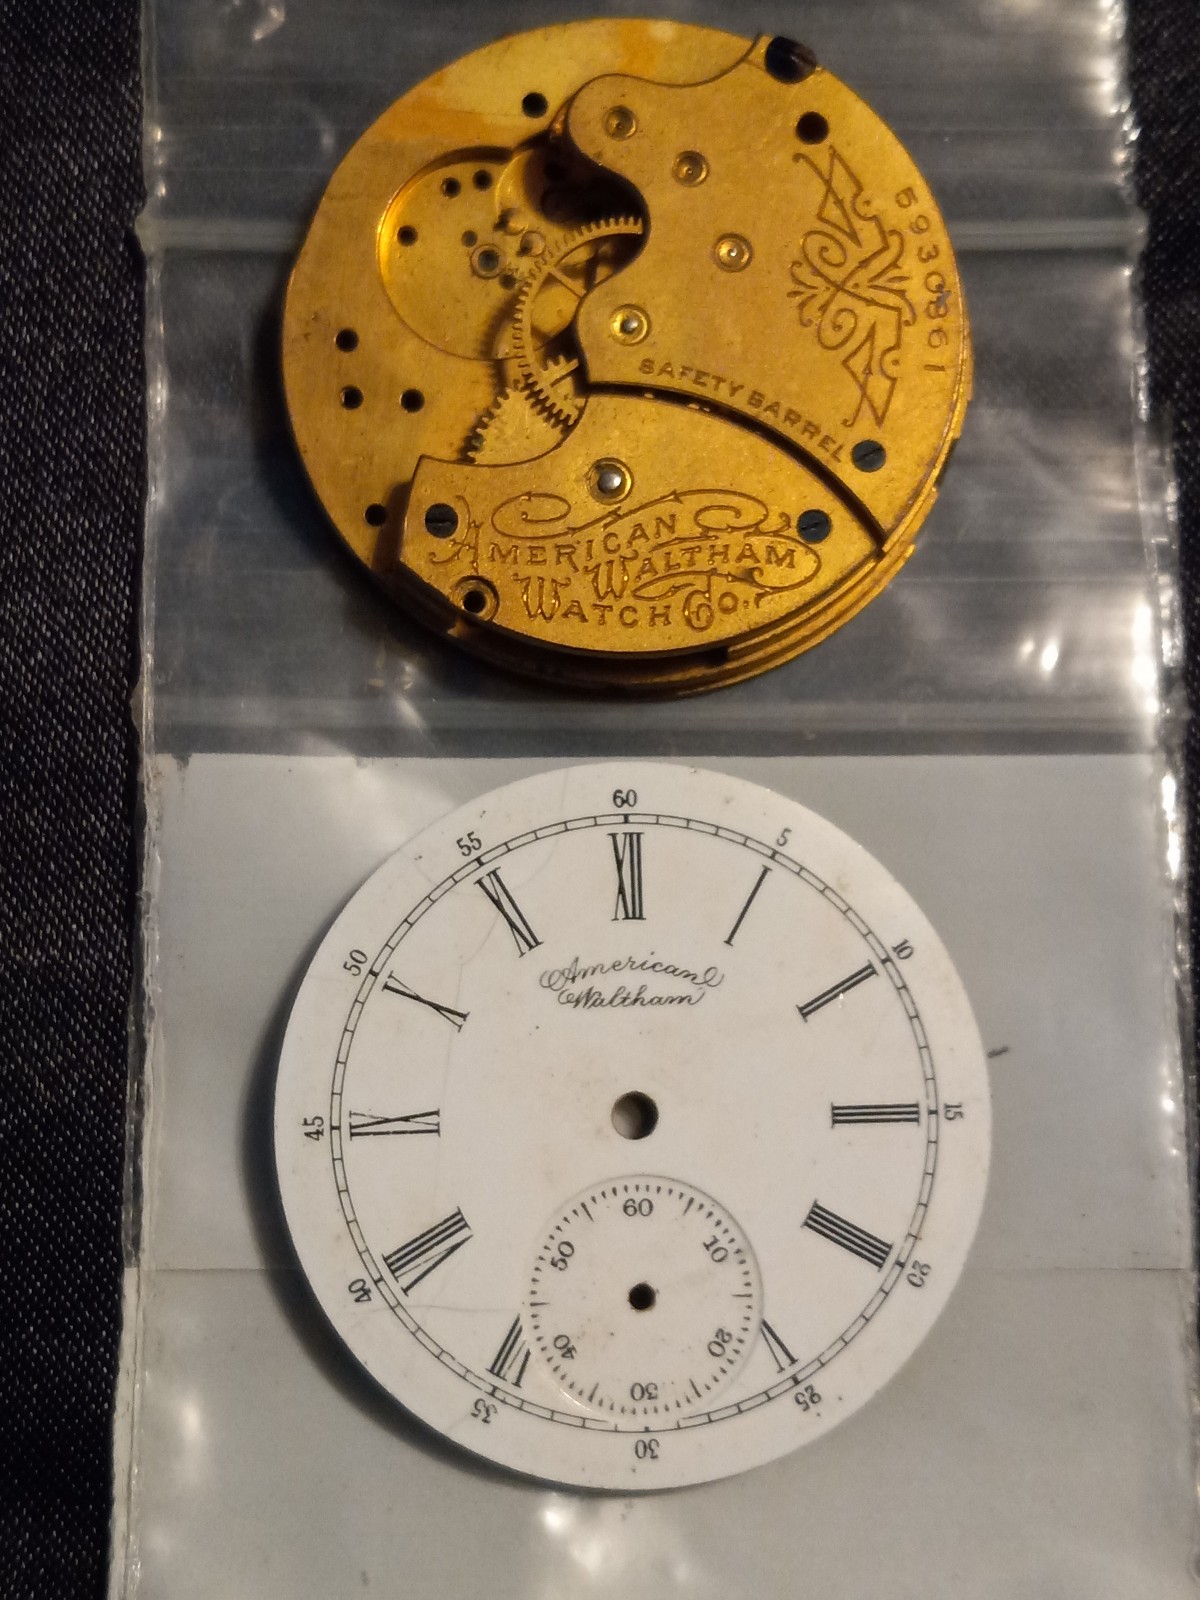 5930861
SAFETY BARREL
AMERICAN
WALTHAM
WATCH CO.
60
5
10
15
20
25
30
35
40
45
50
55
XII
I
II
III
IIII
V
VII
VIII
IX
X
XI
American
Waltham
60
10
20
30
40
50